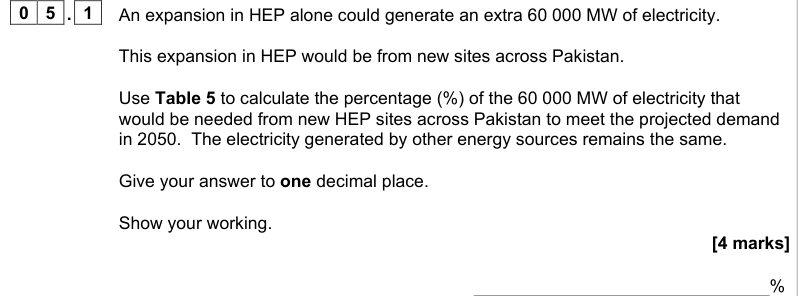 0 5 . 1 An expansion in HEP alone could generate an extra 60 000 MW of electricity.
This expansion in HEP would be from new sites across Pakistan.
Use Table 5 to calculate the percentage (%) of the 60 000 MW of electricity that
would be needed from new HEP sites across Pakistan to meet the projected demand
in 2050. The electricity generated by other energy sources remains the same.
Give your answer to one decimal place.
Show your working.
[4 marks]
%